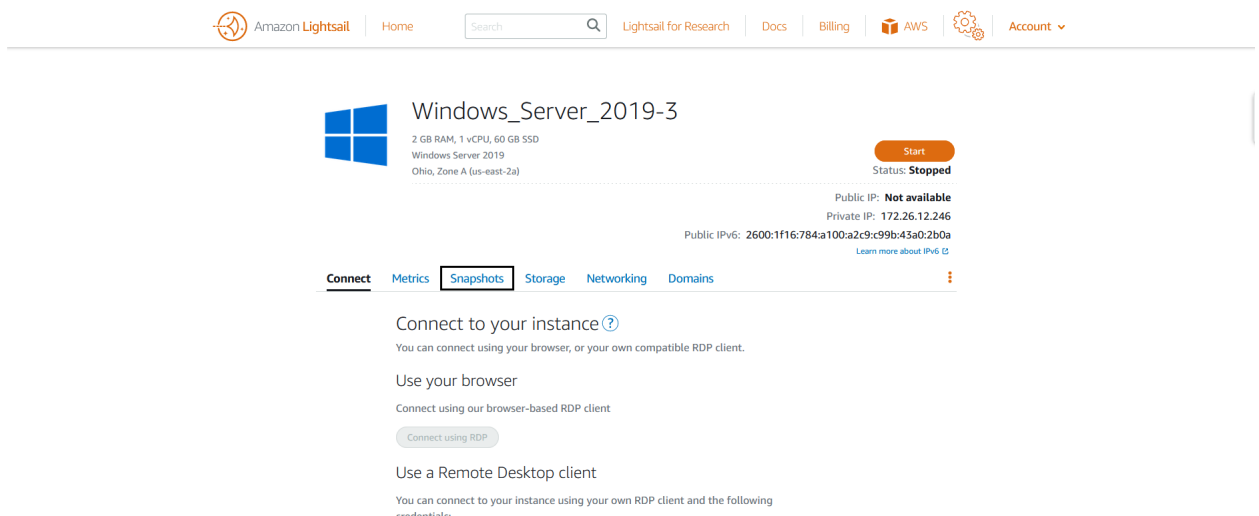 Amazon Lightsail Home Search Lightsail for Research Docs Billing AWS Account
Windows_Server_2019-3
2 GB RAM, 1 vCPU, 60 GB SSD
Windows Server 2019
Ohio, Zone A (us-east-2a)
Start
Status: Stopped
Public IP: Not available
Private IP: 172.26.12.246
Public IPv6: 2600:1f16:784:a100:a2c9:c99b:43a0:2b0a
Learn more about IPv6
Connect Metrics Snapshots Storage Networking Domains
Connect to your instance ?
You can connect using your browser, or your own compatible RDP client.
Use your browser
Connect using our browser-based RDP client
Connect using RDP
Use a Remote Desktop client
You can connect to your instance using your own RDP client and the following
credentials: